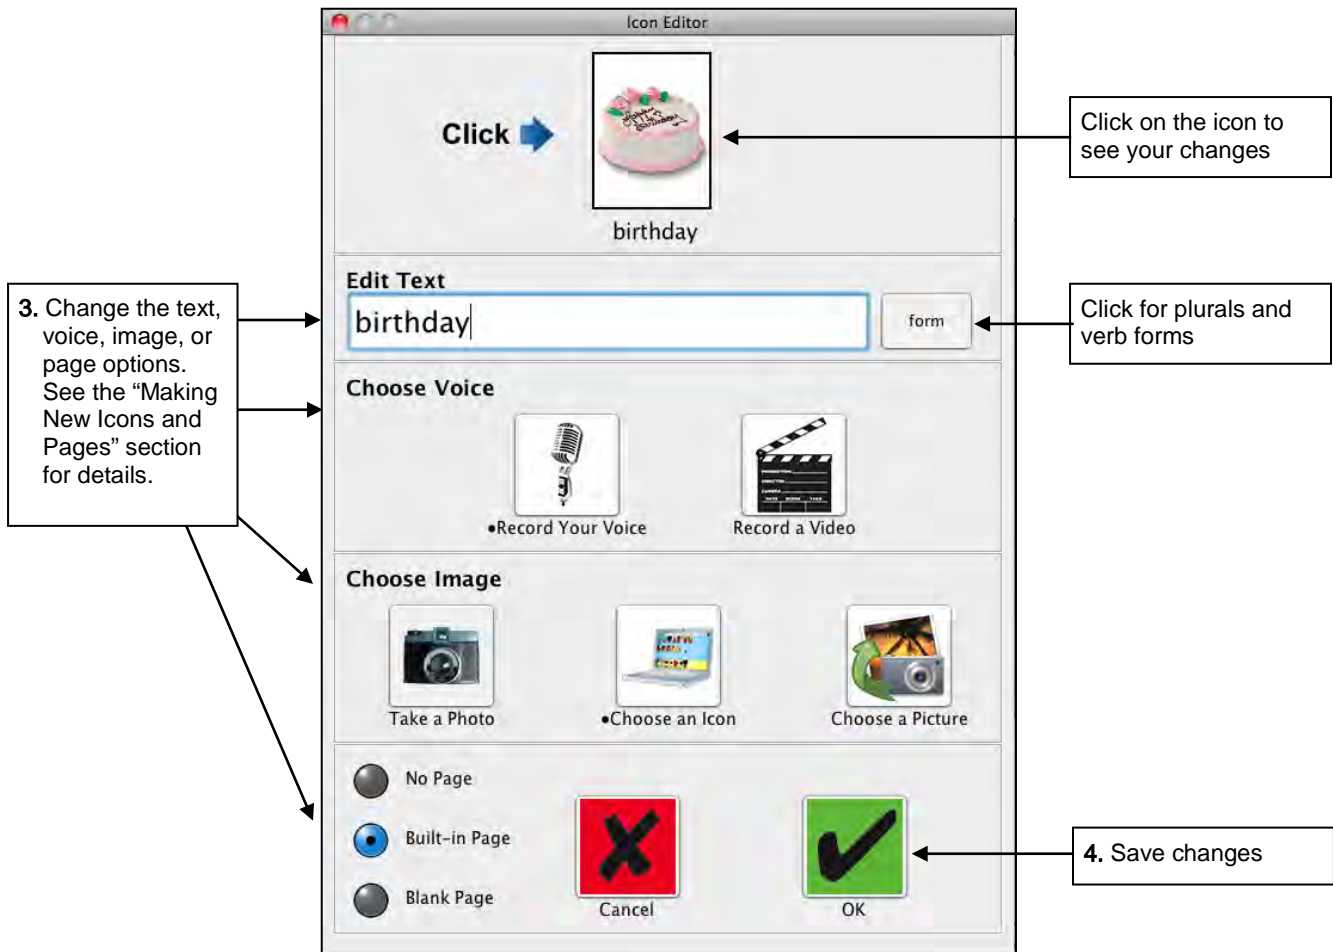 Icon Editor
Click
birthday
Click on the icon to
see your changes
3. Change the text,
voice, image, or
page options.
See the “Making
New Icons and
Pages” section
for details.
Edit Text
birthday
form
Click for plurals and
verb forms
Choose Voice
•Record Your Voice
Record a Video
Choose Image
Take a Photo
•Choose an Icon
Choose a Picture
No Page
Built-in Page
Blank Page
Cancel
OK
4. Save changes